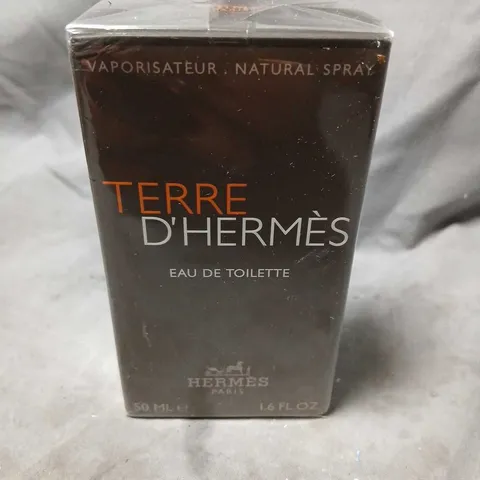 VAPORISATEUR . NATURAL SPRAY
TERRE
D'HERMÈS
EAU DE TOILETTE
HERMÈS
PARIS
50 ML e 1.6 FL.OZ